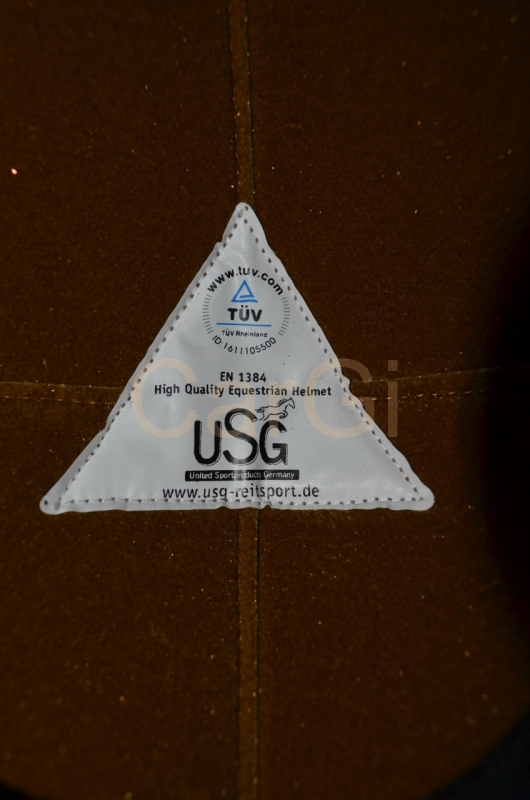 www.tuv.com
TÜV
TÜV Rheinland
ID.1611105500
EN 1384
High Quality Equestrian Helmet
CarGi
USG
United Sportproducts Germany
www.usg-reitsport.de